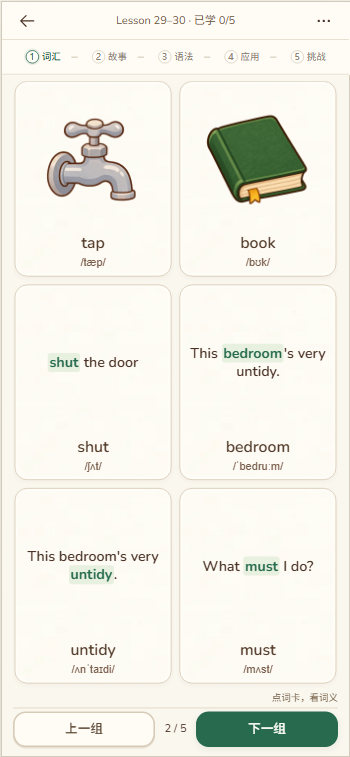 Lesson 29–30 · 已学 0/5
1 词汇 – 2 故事 – 3 语法 – 4 应用 – 5 挑战
tap
/tæp/
book
/bʊk/
shut the door
shut
/ʃʌt/
This bedroom's very
untidy.
bedroom
/ˈbedruːm/
This bedroom's very
untidy.
untidy
/ʌnˈtaɪdi/
What must I do?
must
/mʌst/
点词卡，看词义
上一组
2 / 5
下一组